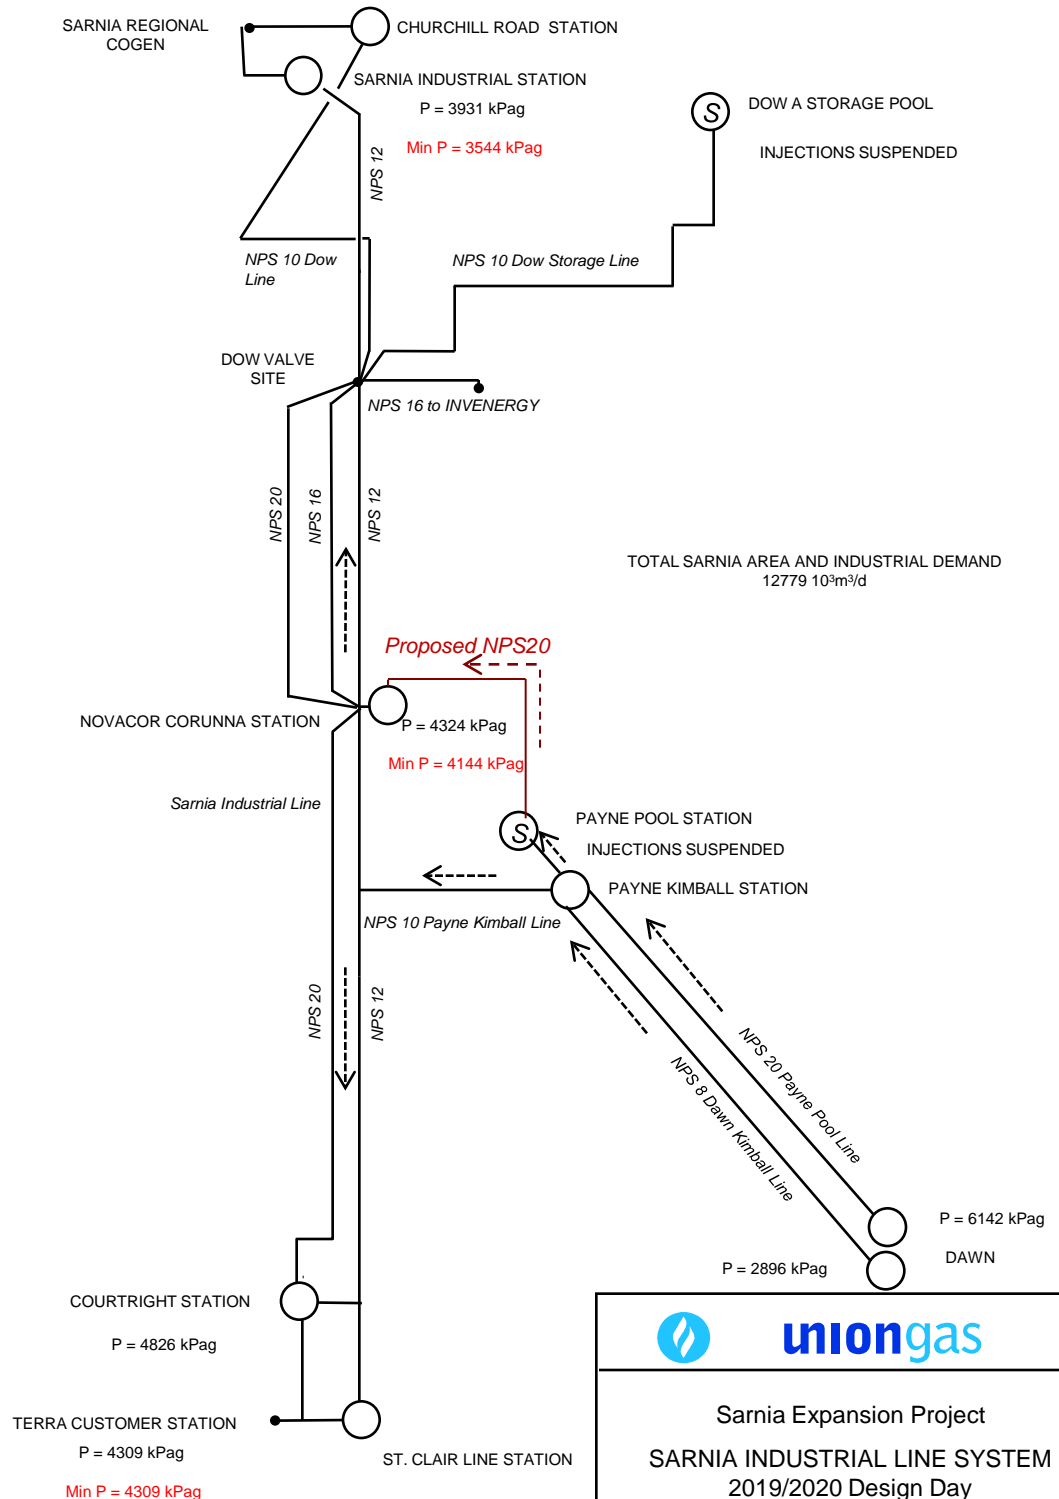 SARNIA REGIONAL
COGEN
CHURCHILL ROAD STATION
SARNIA INDUSTRIAL STATION
P = 3931 kPag
Min P = 3544 kPag
S
DOW A STORAGE POOL
INJECTIONS SUSPENDED
NPS 12
NPS 10 Dow
Line
NPS 10 Dow Storage Line
DOW VALVE
SITE
NPS 16 to INVENERGY
NPS 20
NPS 16
NPS 12
TOTAL SARNIA AREA AND INDUSTRIAL DEMAND
12779 10³m³/d
Proposed NPS20
NOVACOR CORUNNA STATION
P = 4324 kPag
Min P = 4144 kPag
Sarnia Industrial Line
S
PAYNE POOL STATION
INJECTIONS SUSPENDED
PAYNE KIMBALL STATION
NPS 10 Payne Kimball Line
NPS 20
NPS 12
NPS 20 Payne Pool Line
NPS 8 Dawn Kimball Line
P = 6142 kPag
DAWN
P = 2896 kPag
COURTRIGHT STATION
P = 4826 kPag
TERRA CUSTOMER STATION
P = 4309 kPag
Min P = 4309 kPag
ST. CLAIR LINE STATION
uniongas
Sarnia Expansion Project
SARNIA INDUSTRIAL LINE SYSTEM
2019/2020 Design Day